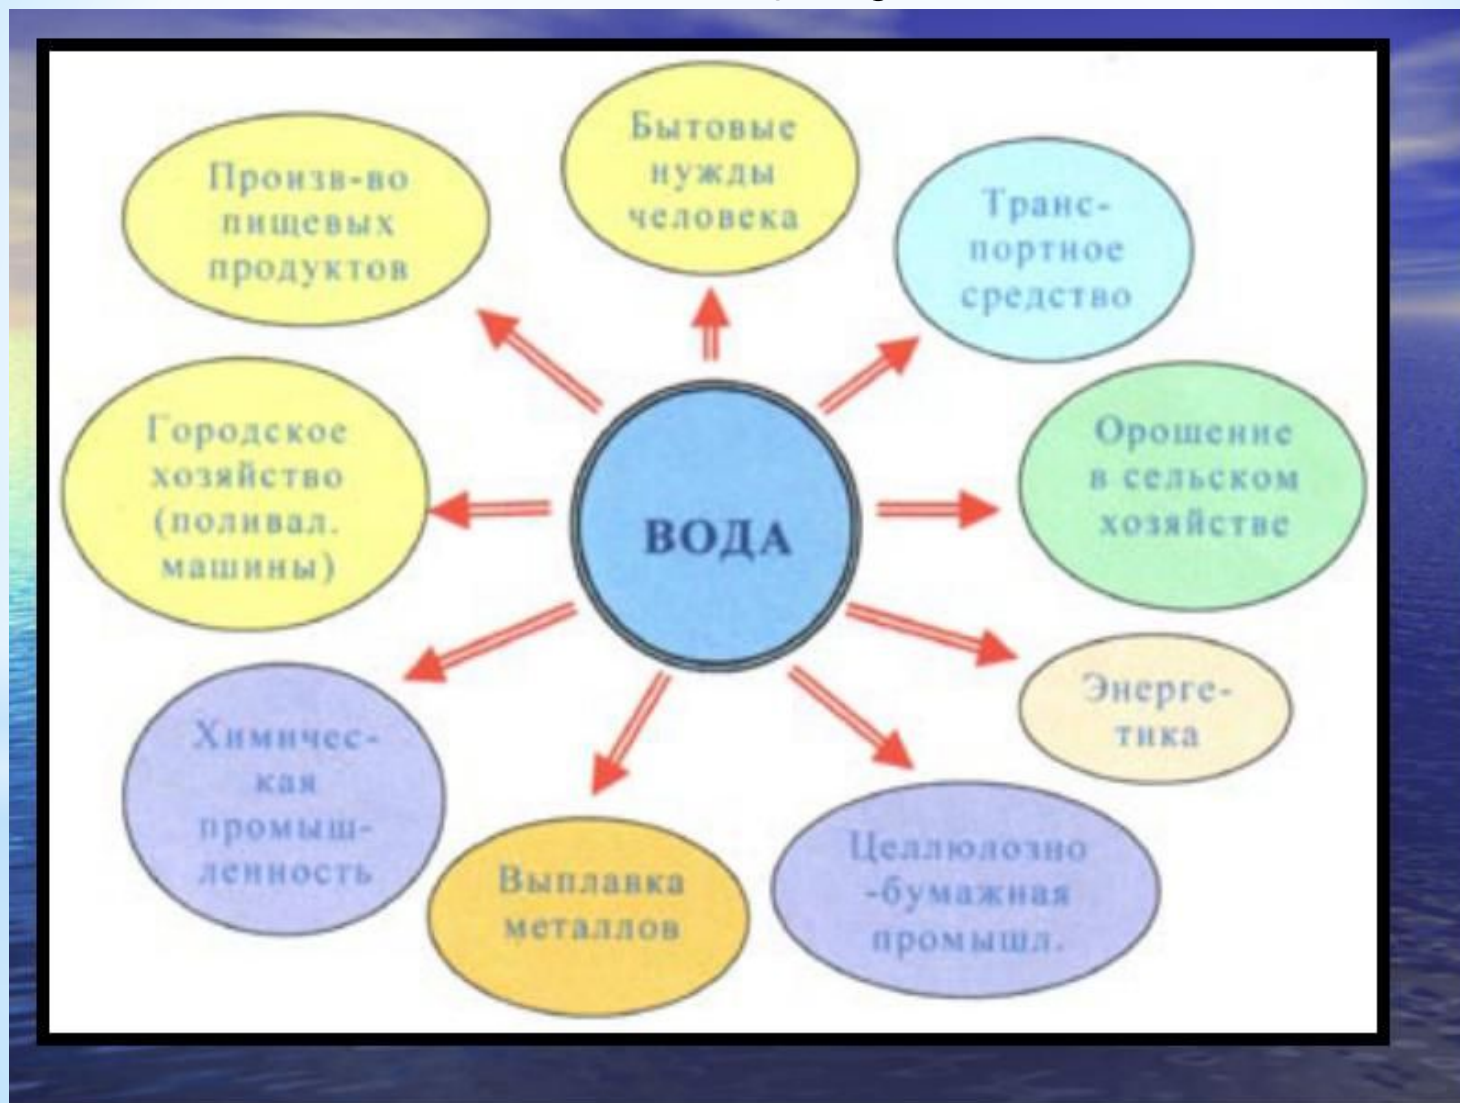 Бытовые
нужды
человека
Произв-во
пищевых
продуктов
Транс-
портное
средство
Городское
хозяйство
(поливал.
машины)
ВОДА
Орошение
в сельском
хозяйстве
Энерге-
тика
Химичес-
кая
промыш-
ленность
Выплавка
металлов
Целлюлозно
-бумажная
промышл.